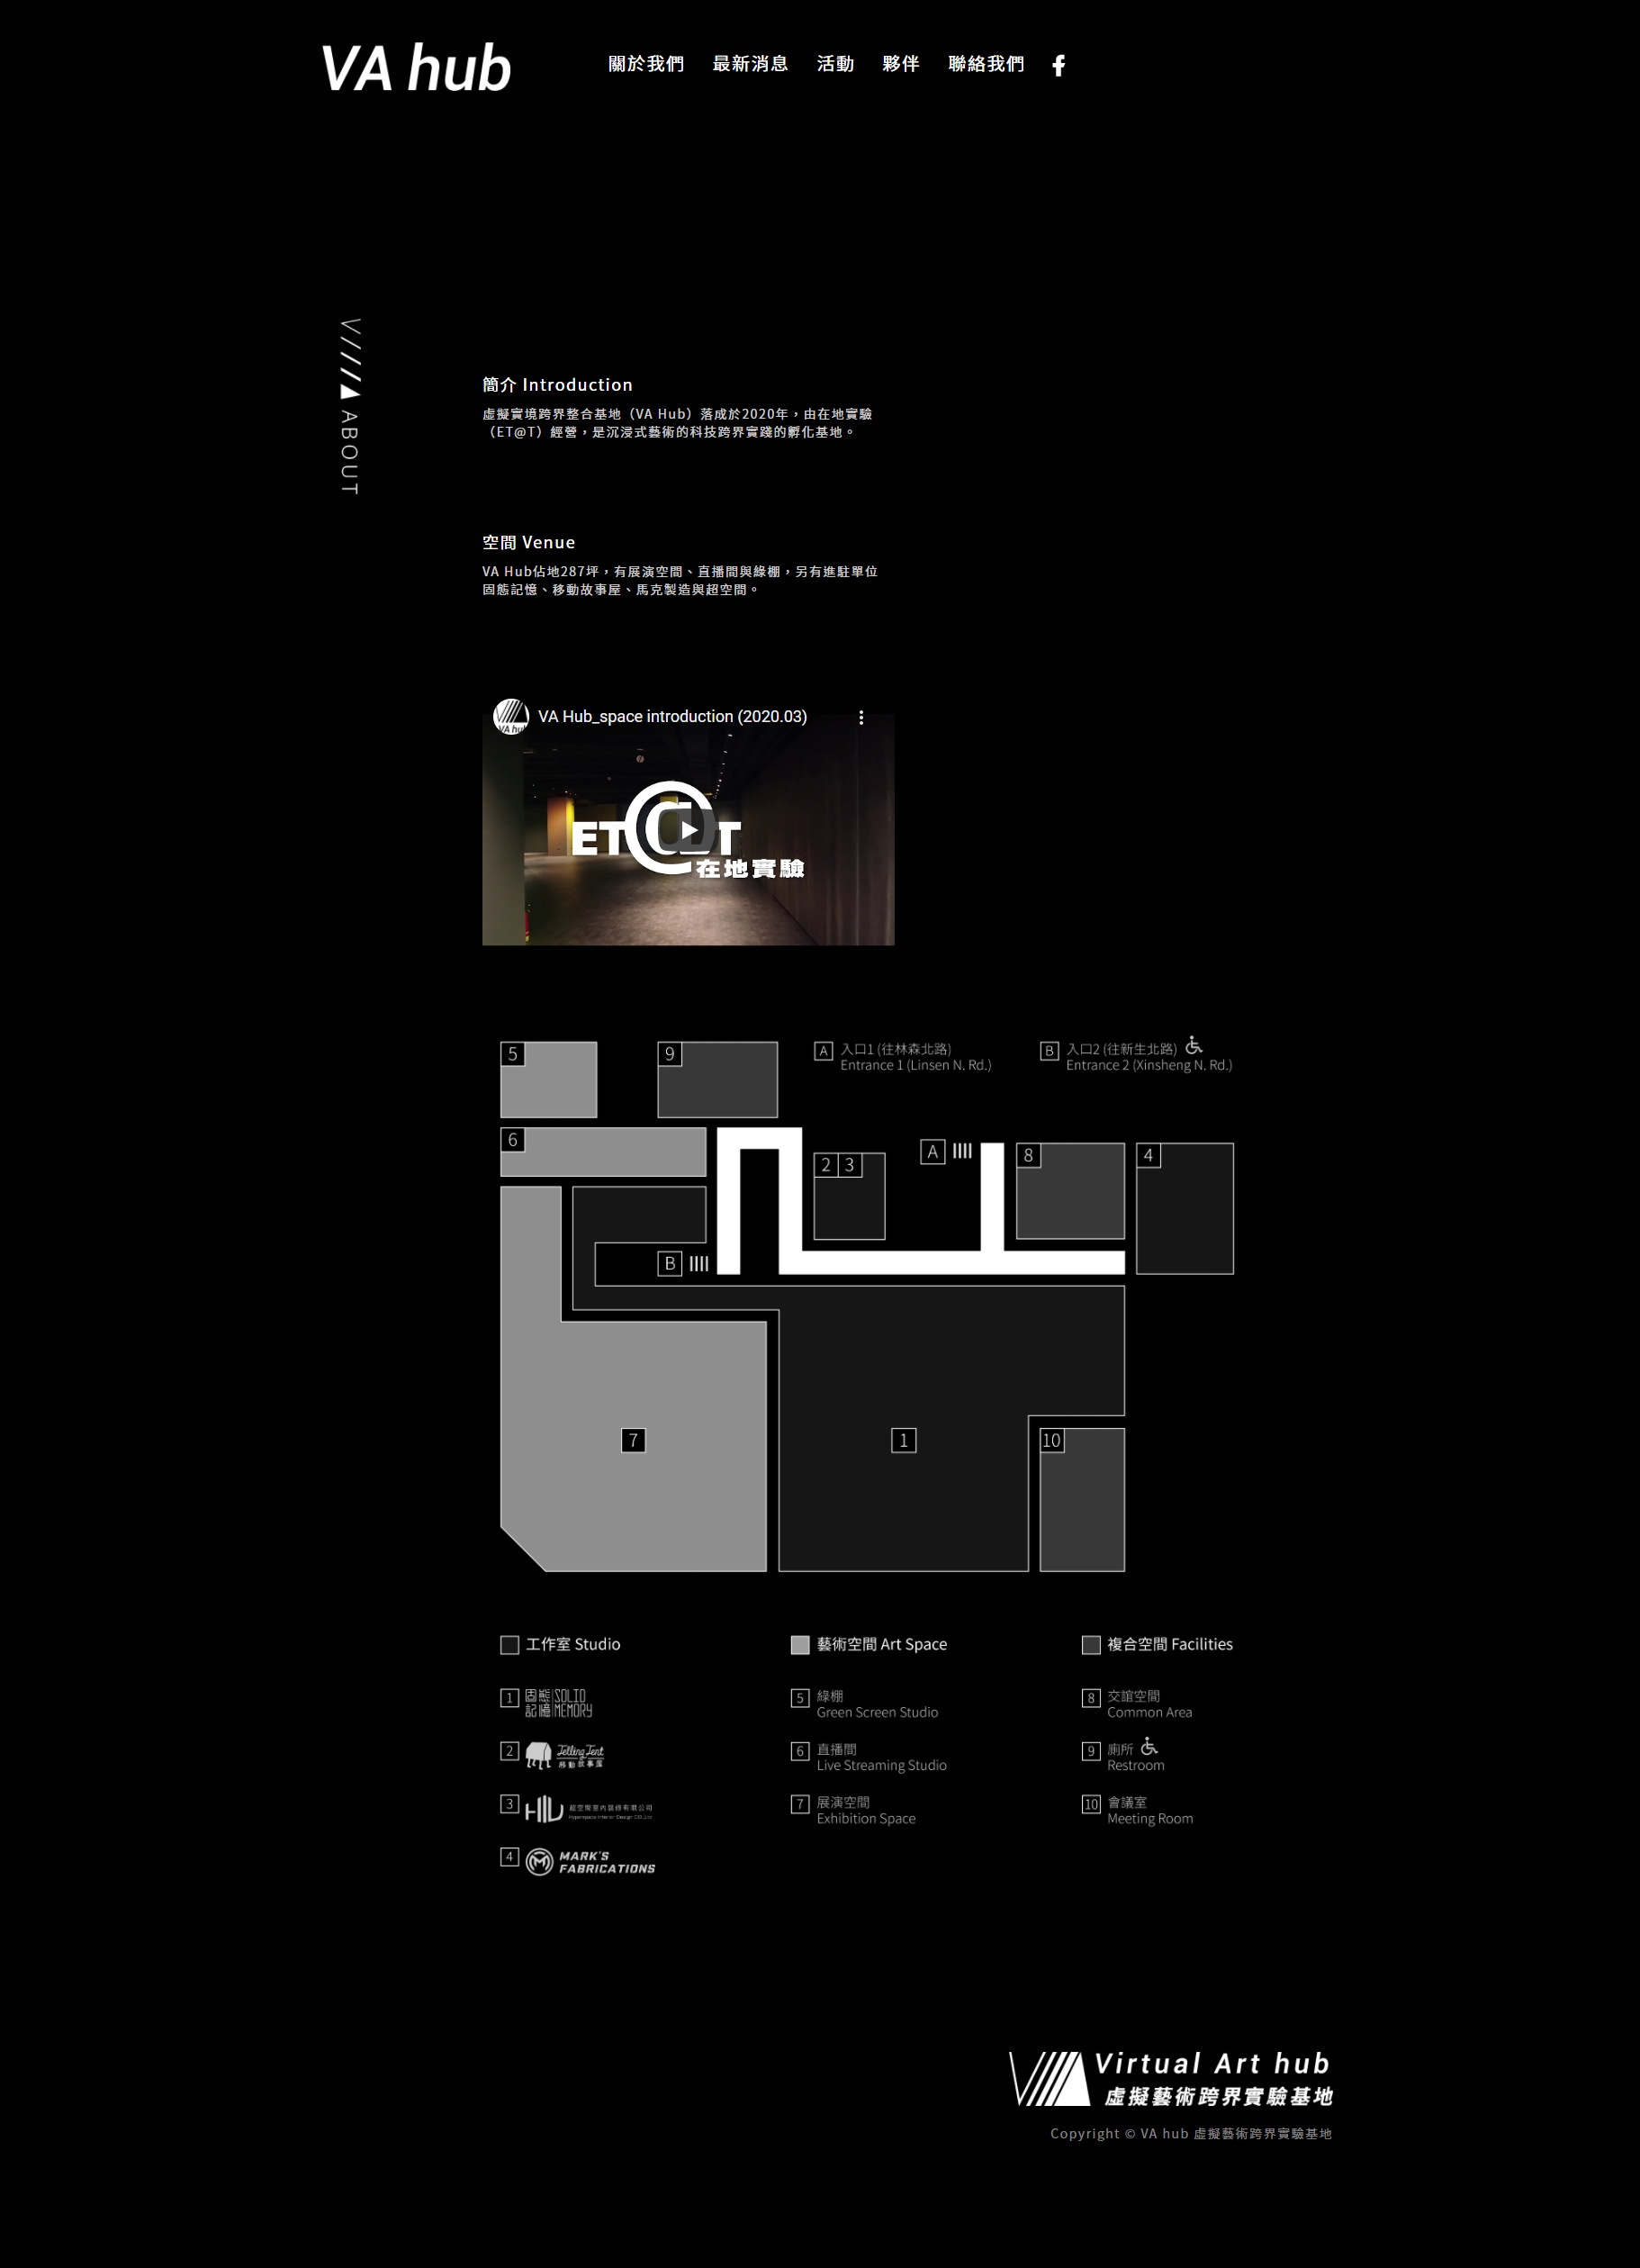 VA hub
關於我們 最新消息 活動 夥伴 聯絡我們
ABOUT
簡介 Introduction
虛擬實境跨界整合基地（VA Hub）落成於2020年，由在地實驗
（ET@T）經營，是沉浸式藝術的科技跨界實踐的孵化基地。
空間 Venue
VA Hub佔地287坪，有展演空間、直播間與綠棚，另有進駐單位
固態記憶、移動故事屋、馬克製造與超空間。
VA hub
VA Hub_space introduction (2020.03)
ET@T
在地實驗
5
9
A 入口1 (往林森北路)
Entrance 1 (Linsen N. Rd.)
B 入口2 (往新生北路)
Entrance 2 (Xinsheng N. Rd.)
6
2 3
A
8
4
B
7
1
10
工作室 Studio
1 固態記憶 SOLID MEMORY
2 Telling Tent
移動故事屋
3 超空間室內裝修有限公司
Hyperspace Interior Design CO.,Ltd
4 MARK'S
FABRICATIONS
藝術空間 Art Space
5 綠棚
Green Screen Studio
6 直播間
Live Streaming Studio
7 展演空間
Exhibition Space
複合空間 Facilities
8 交誼空間
Common Area
9 廁所
Restroom
10 會議室
Meeting Room
Virtual Art hub
虛擬藝術跨界實驗基地
Copyright © VA hub 虛擬藝術跨界實驗基地